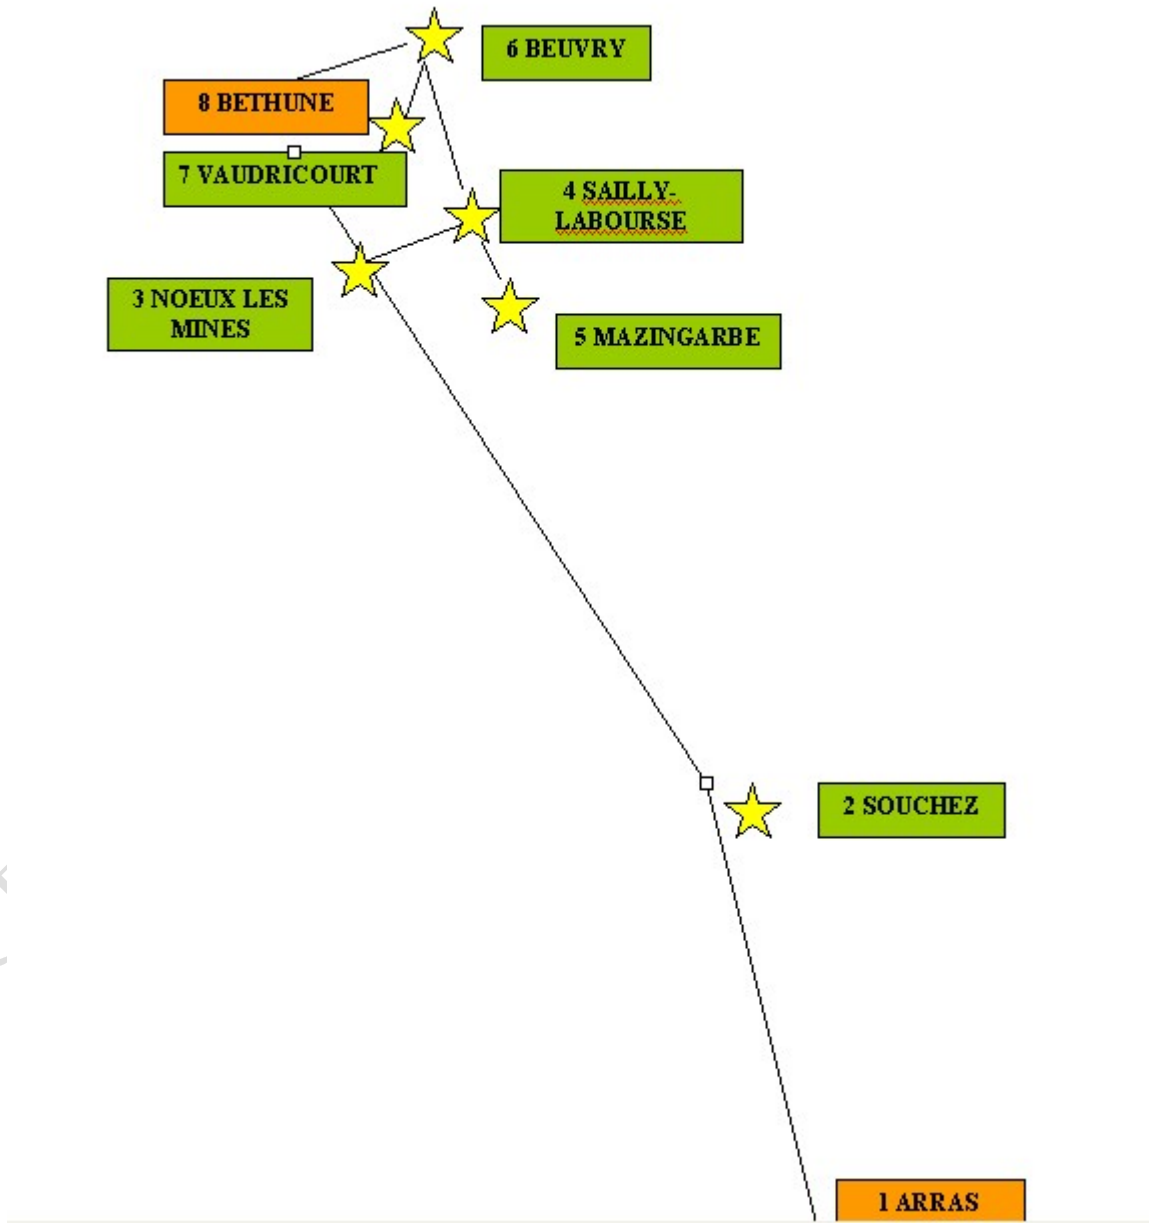 6 BEUVRY
8 BETHUNE
7 VAUDRICOURT
4 SAILLY-
LABOURSE
3 NOEUX LES
MINES
5 MAZINGARBE
2 SOUCHEZ
1 ARRAS